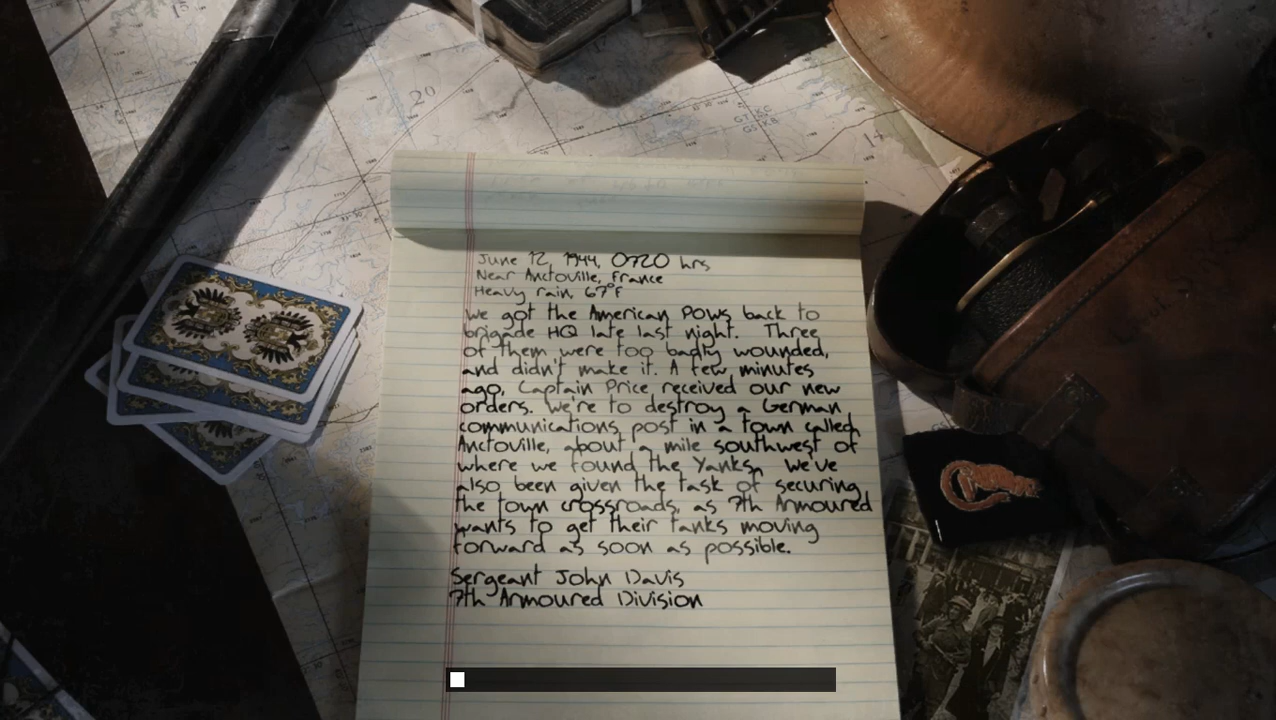 June 12, 1944, 0720 hrs
Near Anctoville, France
Heavy rain, 67°F
We got the American POWs back to
brigade HQ late last night. Three
of them were too badly wounded,
and didn't make it. A few minutes
ago, Captain Price received our new
orders. We're to destroy a German
communications post in a town called
Anctoville, about a mile southwest of
where we found the Yanks. We've
also been given the task of securing
the town crossroads, as 7th Armoured
wants to get their tanks moving
forward as soon as possible.
Sergeant John Davis
7th Armoured Division
20